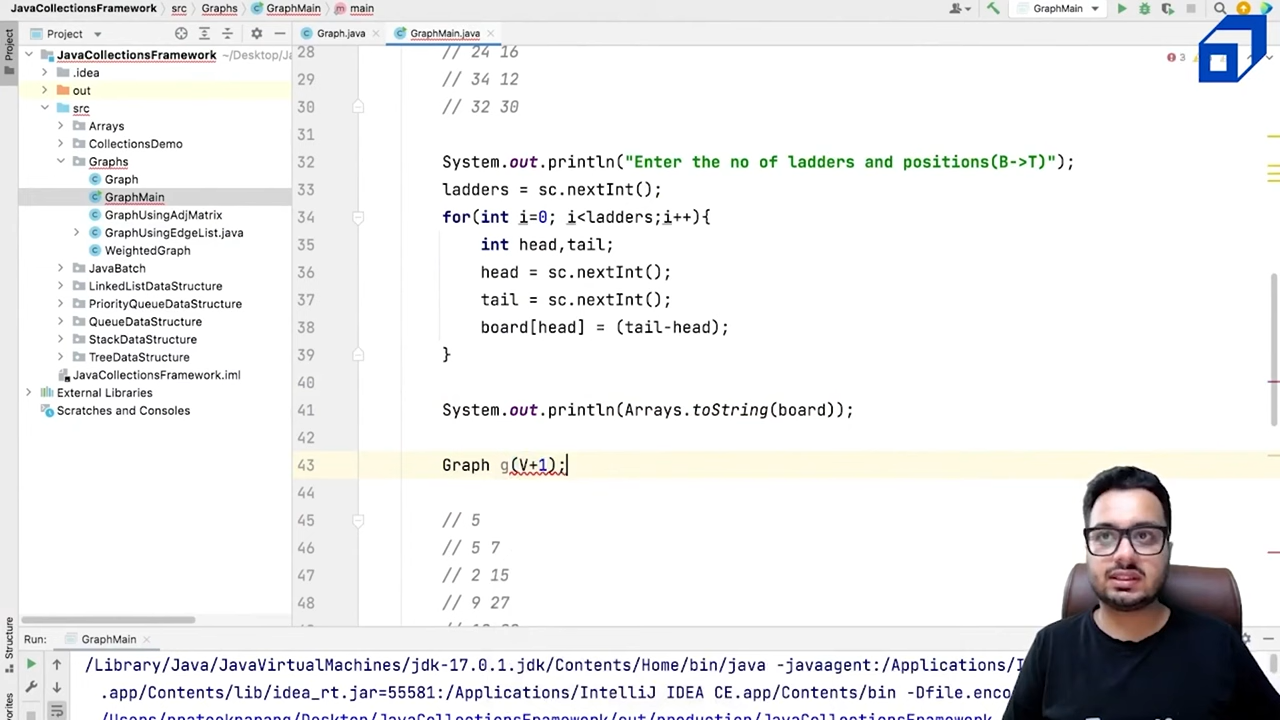 JavaCollectionsFramework src Graphs GraphMain main
GraphMain
Project
Graph.java
GraphMain.java
JavaCollectionsFramework ~/Desktop/Ja
.idea
out
src
Arrays
CollectionsDemo
Graphs
Graph
GraphMain
GraphUsingAdjMatrix
GraphUsingEdgeList.java
WeightedGraph
JavaBatch
LinkedListDataStructure
PriorityQueueDataStructure
QueueDataStructure
StackDataStructure
TreeDataStructure
JavaCollectionsFramework.iml
External Libraries
Scratches and Consoles
Project
Structure
28 // 24 16
29 // 34 12
30 // 32 30
31
32 System.out.println("Enter the no of ladders and positions(B->T)");
33 ladders = sc.nextInt();
34 for(int i=0; i<ladders;i++){
35 int head,tail;
36 head = sc.nextInt();
37 tail = sc.nextInt();
38 board[head] = (tail-head);
39 }
40
41 System.out.println(Arrays.toString(board));
42
43 Graph g(V+1);
44
45 // 5
46 // 5 7
47 // 2 15
48 // 9 27
3
Run: GraphMain
/Library/Java/JavaVirtualMachines/jdk-17.0.1.jdk/Contents/Home/bin/java -javaagent:/Applications/I
.app/Contents/lib/idea_rt.jar=55581:/Applications/IntelliJ IDEA CE.app/Contents/bin -Dfile.enco